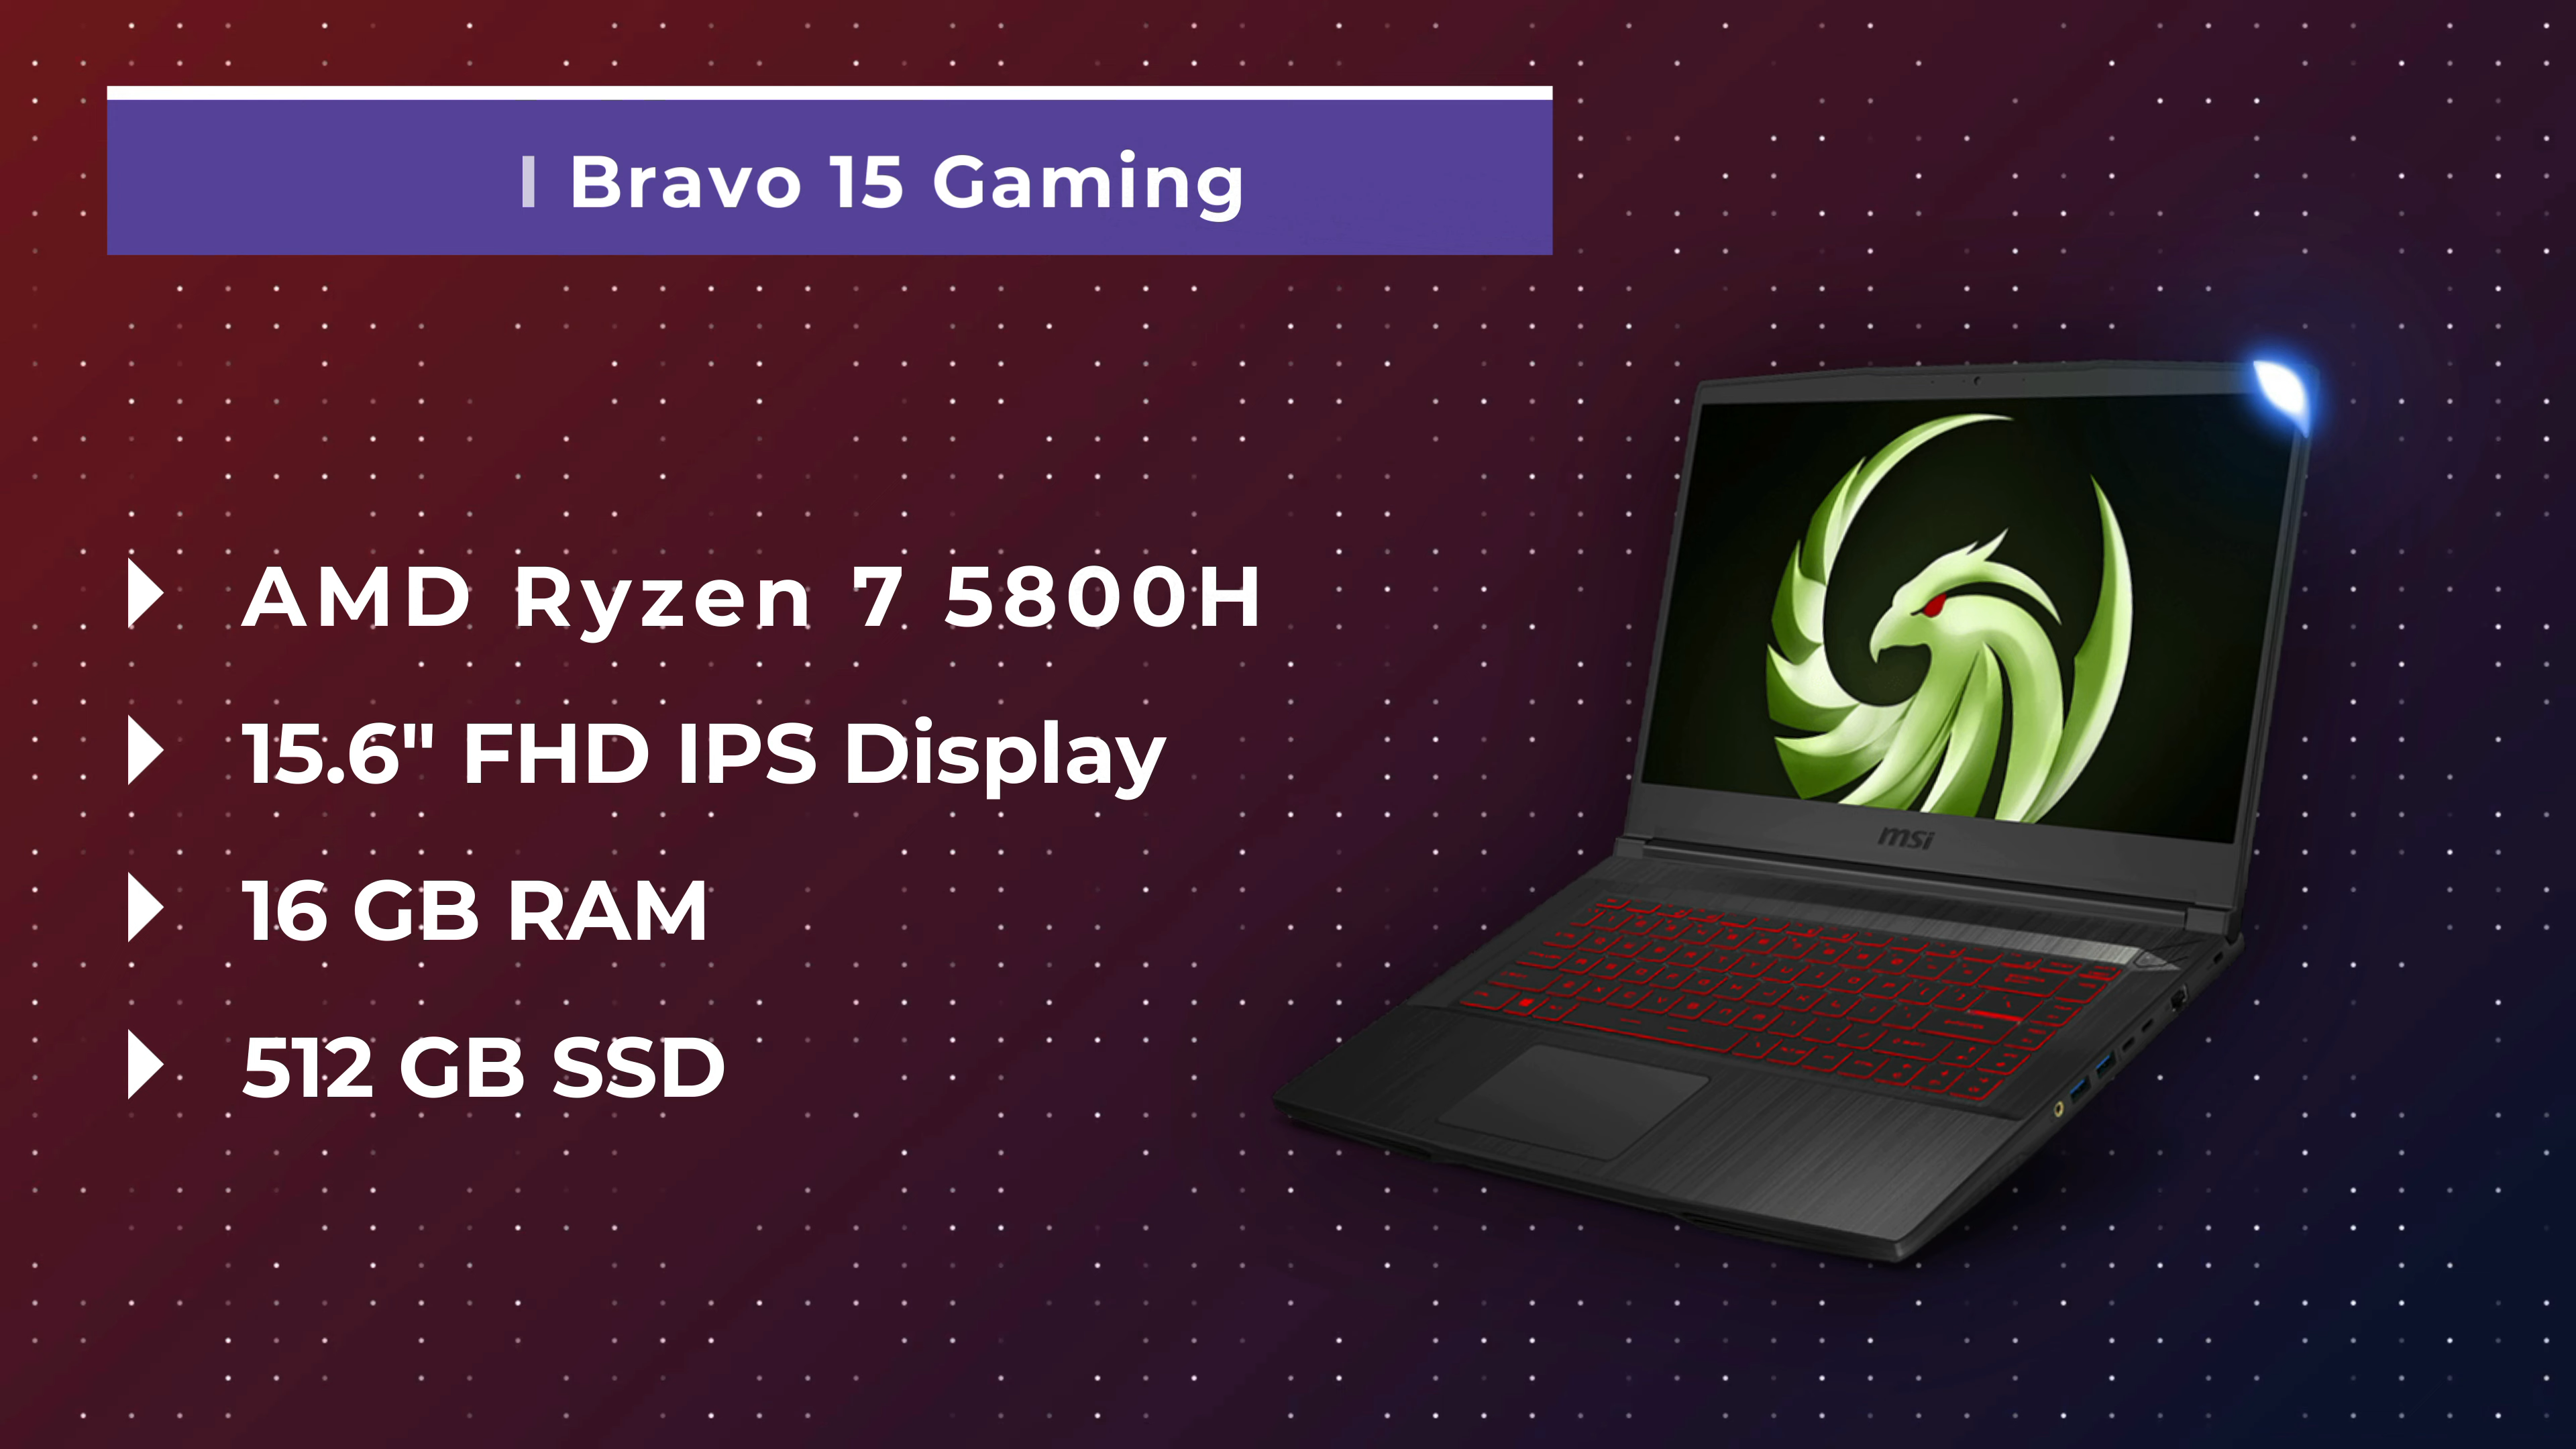 I Bravo 15 Gaming
AMD Ryzen 7 5800H
15.6" FHD IPS Display
16 GB RAM
512 GB SSD
msi